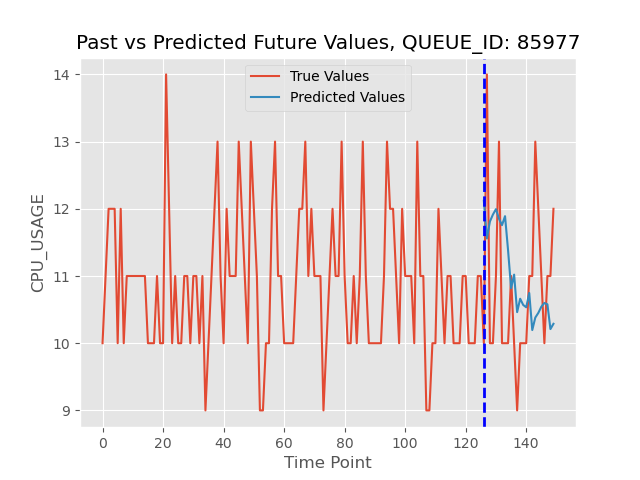 Past vs Predicted Future Values, QUEUE_ID: 85977
True Values
Predicted Values
14
13
12
11
10
9
CPU_USAGE
0 20 40 60 80 100 120 140
Time Point